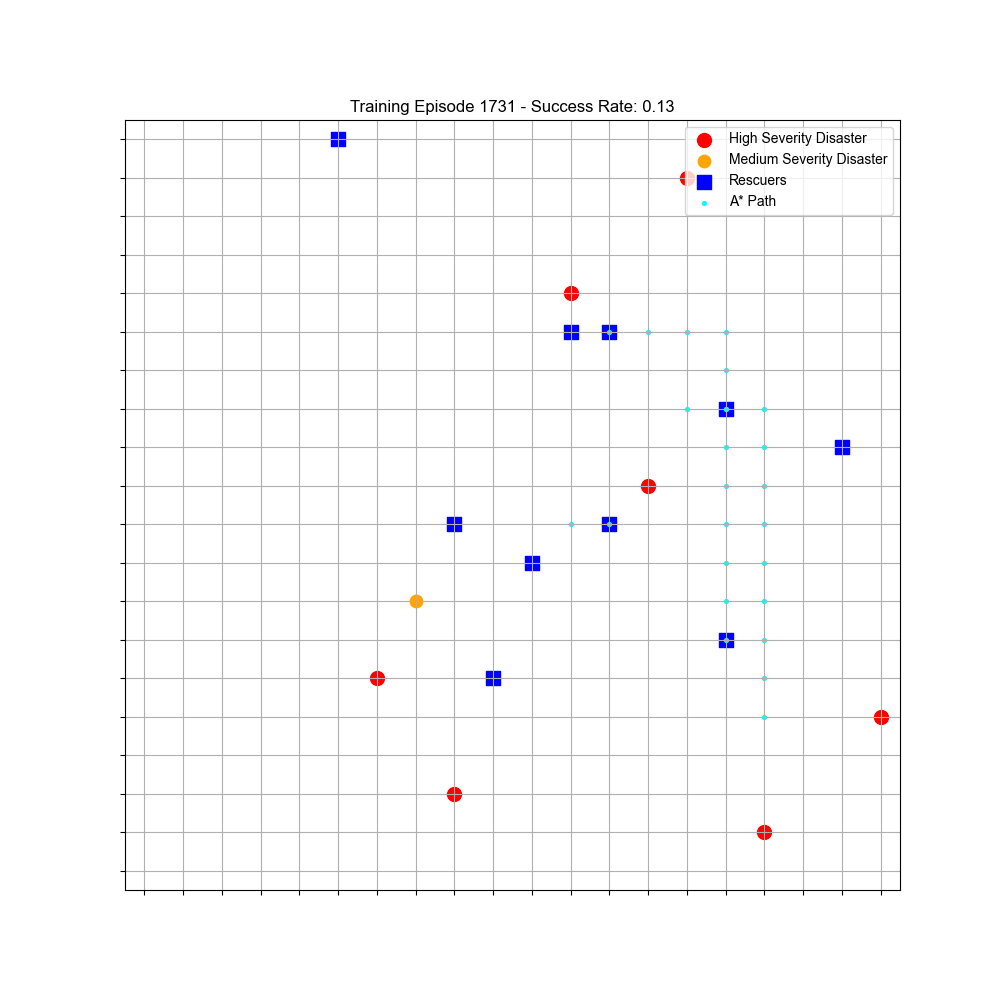 Training Episode 1731 - Success Rate: 0.13
High Severity Disaster
Medium Severity Disaster
Rescuers
A* Path